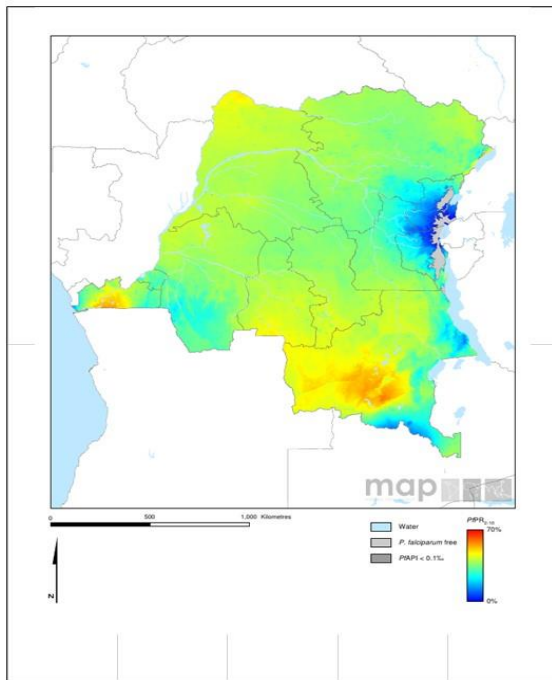 map
0 500 1,000 Kilometres
Water
P. falciparum free
PfAPI < 0.1‰
PfPR2-10
70%
0%
N